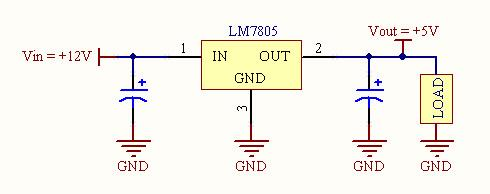 LM7805
Vout = +5V
Vin = +12V
1
IN
OUT
2
GND
3
LOAD
+
+
GND
GND
GND
GND